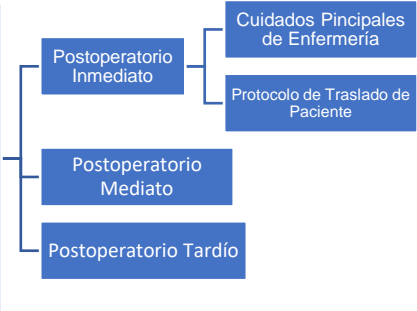 Cuidados Pincipales
de Enfermería
Postoperatorio
Inmediato
Protocolo de Traslado de
Paciente
Postoperatorio
Mediato
Postoperatorio Tardío